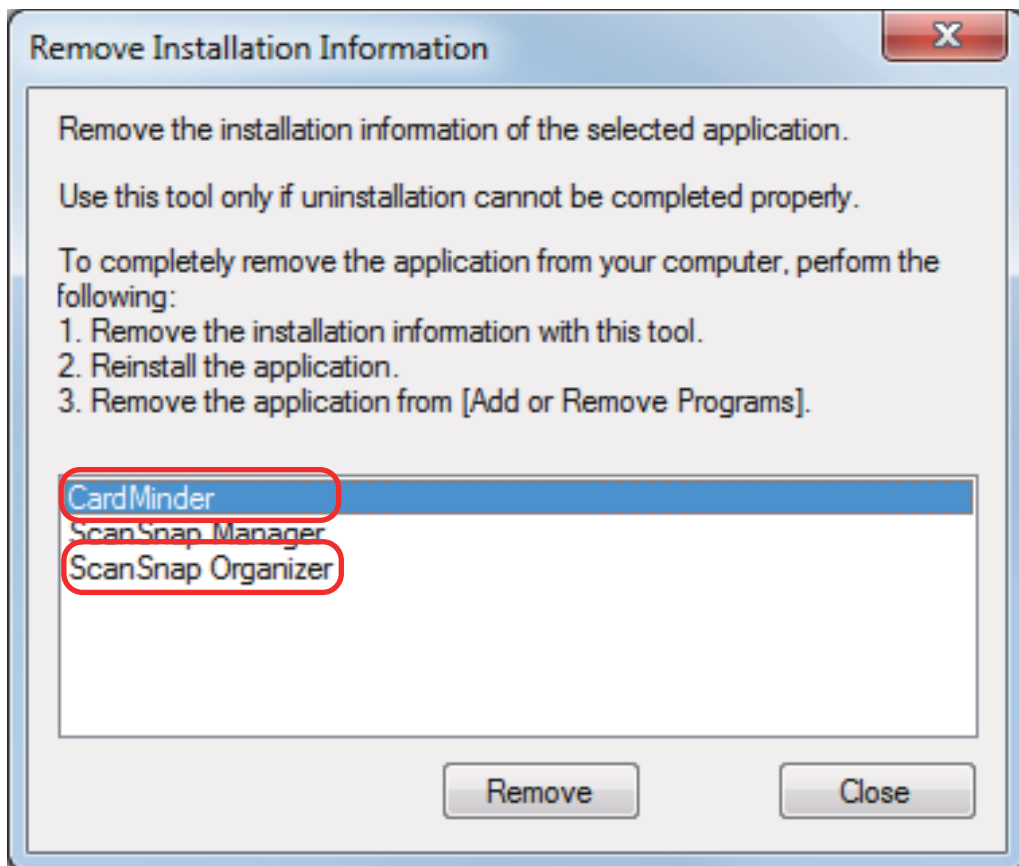 Remove Installation Information
Remove the installation information of the selected application.
Use this tool only if uninstallation cannot be completed properly.
To completely remove the application from your computer, perform the
following:
1. Remove the installation information with this tool.
2. Reinstall the application.
3. Remove the application from [Add or Remove Programs].
CardMinder
ScanSnap Manager
ScanSnap Organizer
Remove
Close